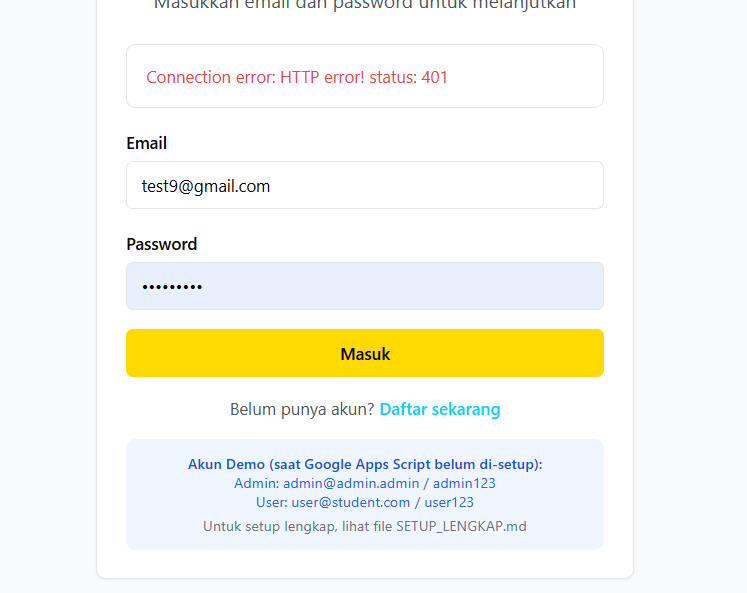 Masukkan email dan password untuk melanjutkan
Connection error: HTTP error! status: 401
Email
test9@gmail.com
Password
•••••••••
Masuk
Belum punya akun? Daftar sekarang
Akun Demo (saat Google Apps Script belum di-setup):
Admin: admin@admin.admin / admin123
User: user@student.com / user123
Untuk setup lengkap, lihat file SETUP_LENGKAP.md